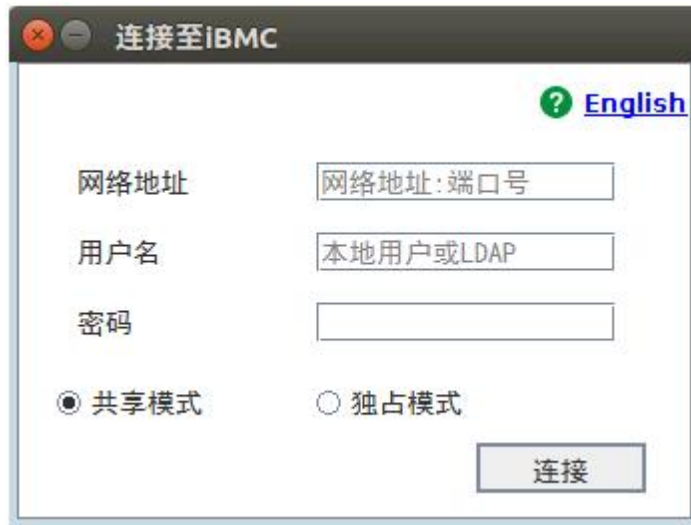 连接至iBMC
English
网络地址 网络地址:端口号
用户名 本地用户或LDAP
密码
共享模式 独占模式
连接